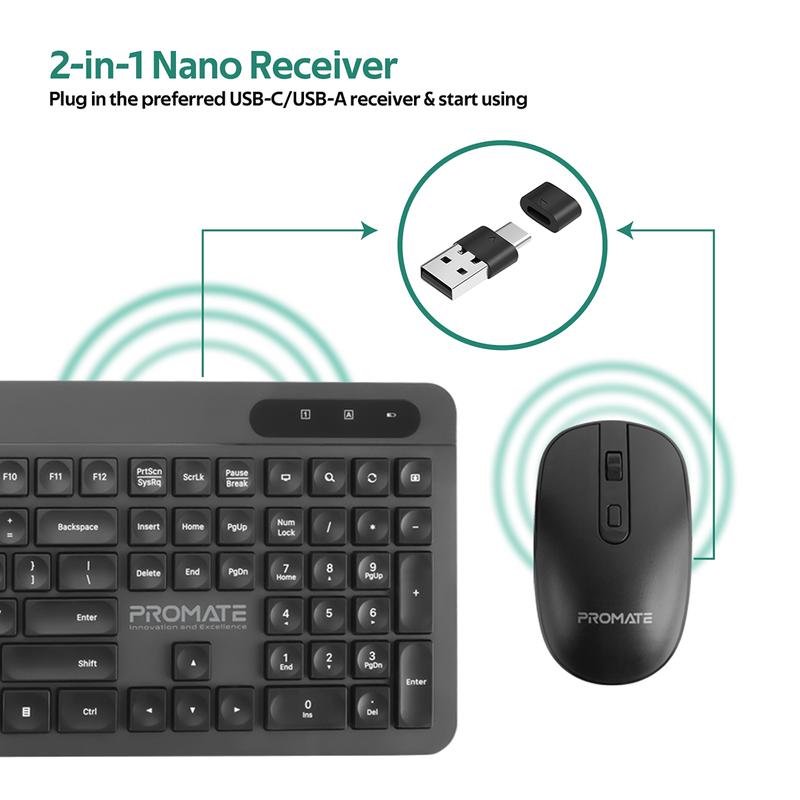 2-in-1 Nano Receiver
Plug in the preferred USB-C/USB-A receiver & start using
1 A
F10 F11 F12 PrtScn SysRq ScrLk Pause Break
+ = Backspace Insert Home PgUp Num Lock / * -
} ] | \ Delete End PgDn 7 Home 8 9 PgUp +
Enter PROMATE 4 5 6
Innovation and Excellence
Shift 1 End 2 3 PgDn Enter
Ctrl 0 Ins . Del
PROMATE